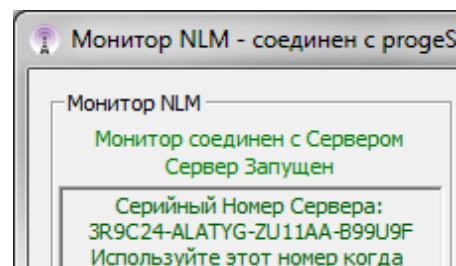 Монитор NLM - соединен с progeS
Монитор NLM
Монитор соединен с Сервером
Сервер Запущен
Серийный Номер Сервера:
3R9C24-ALATYG-ZU11AA-B99U9F
Используйте этот номер когда